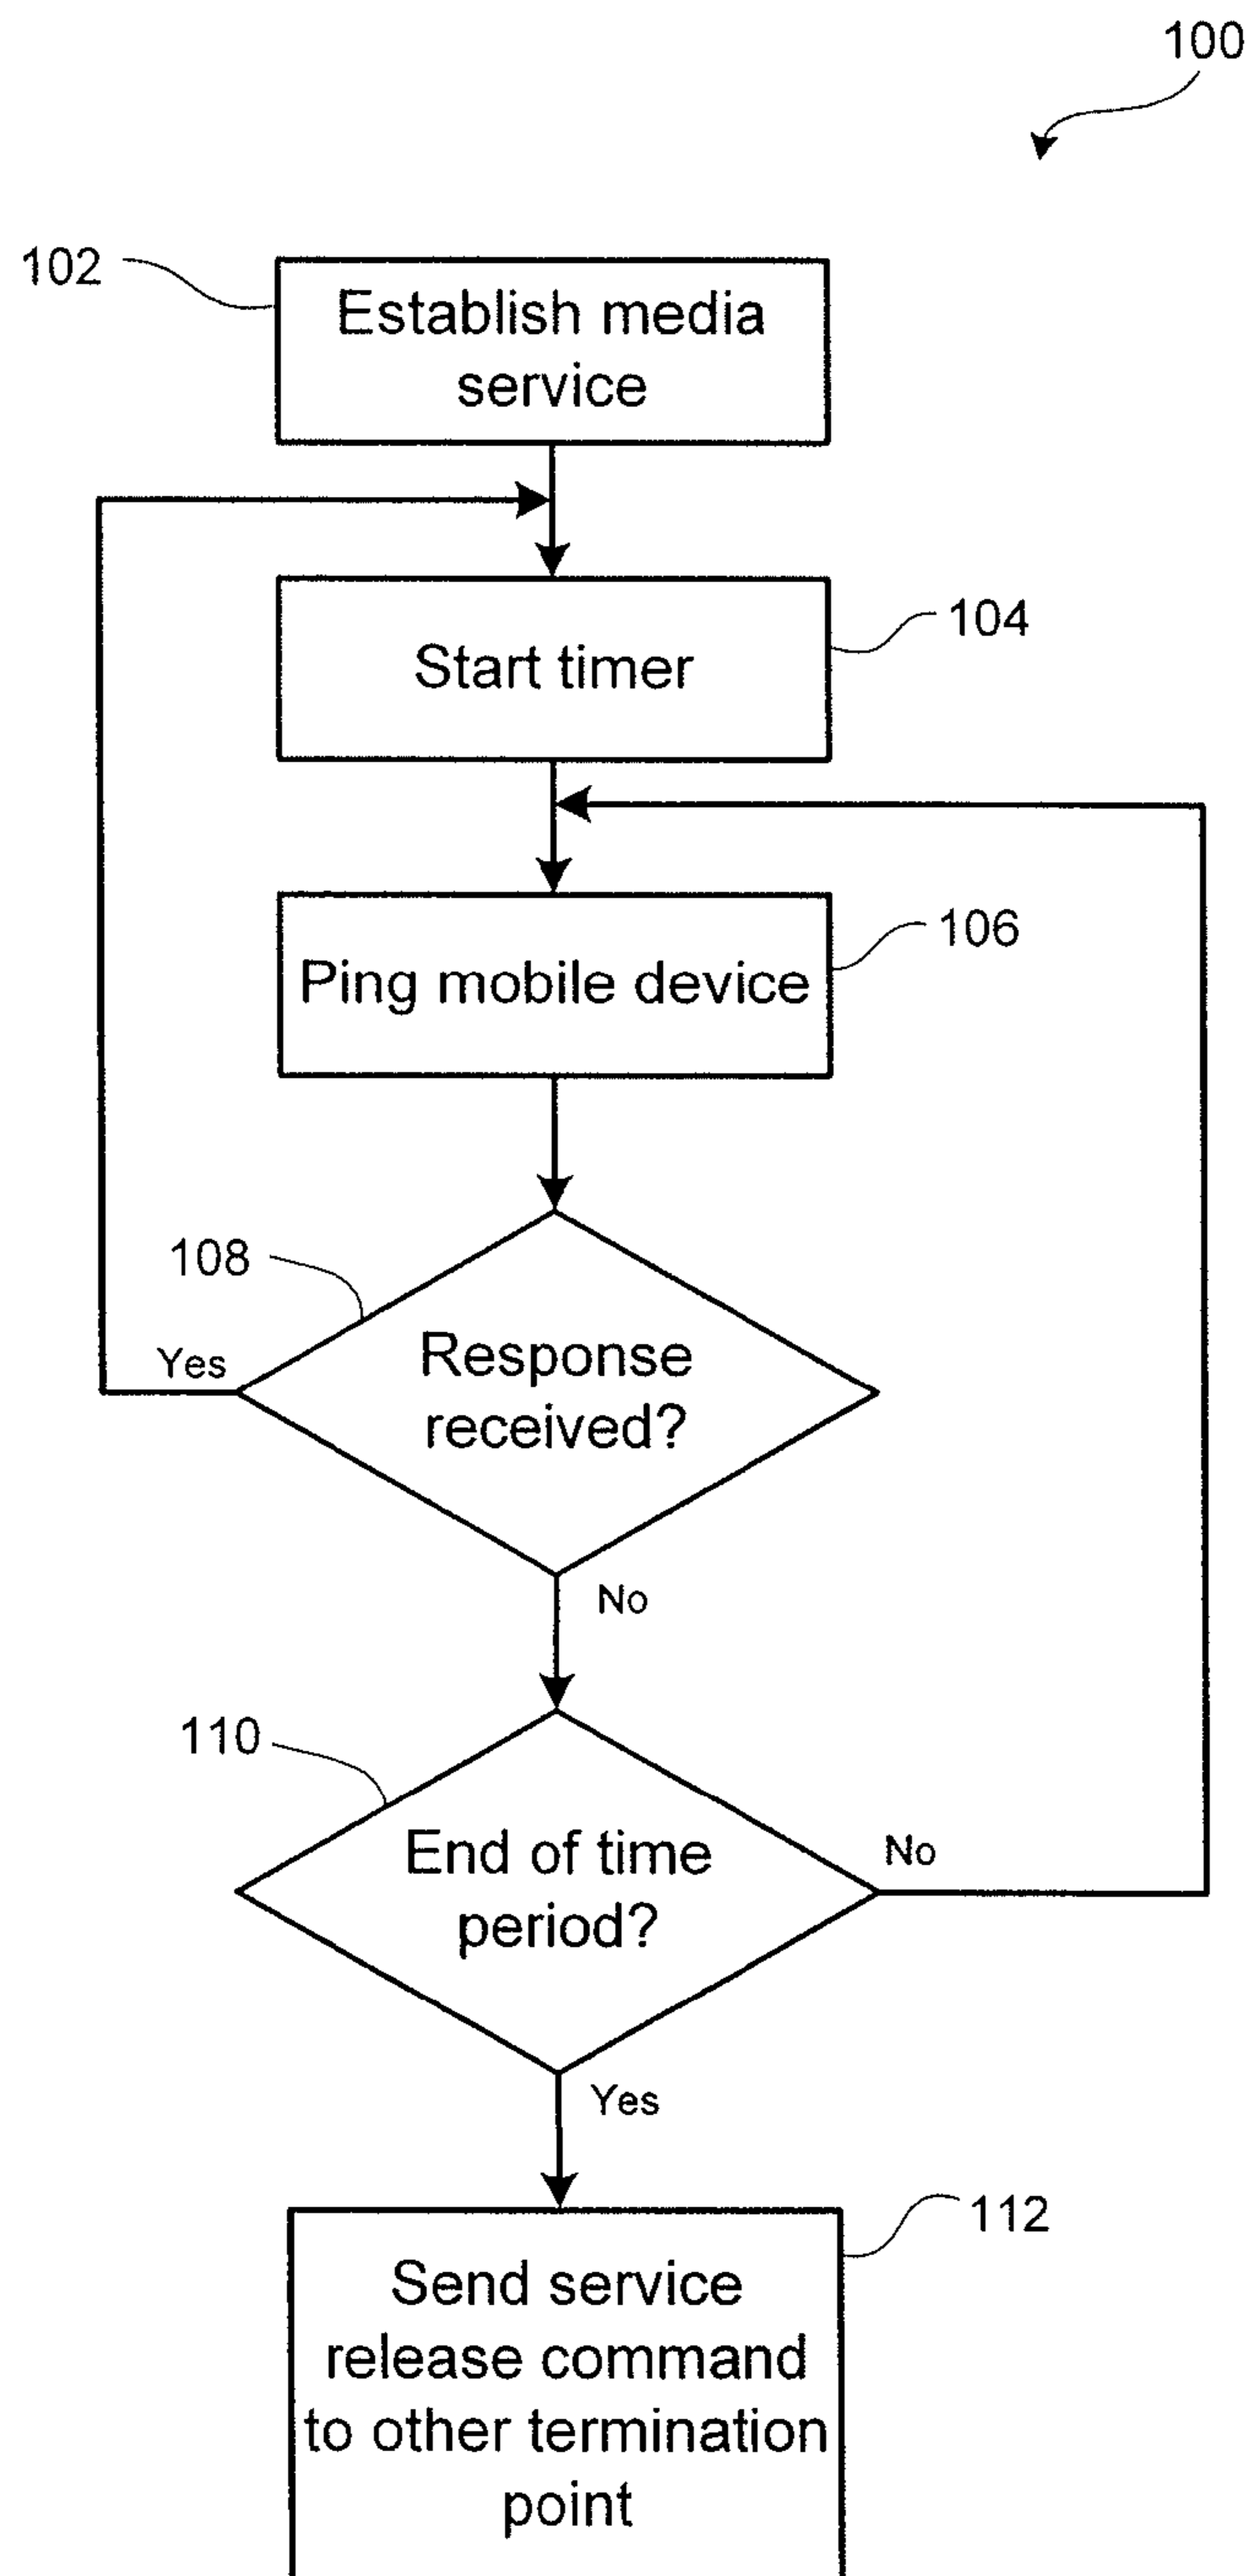 100
102
Establish media
service
Start timer
104
Ping mobile device
106
108
Yes
Response
received?
No
110
End of time
period?
No
Yes
112
Send service
release command
to other termination
point